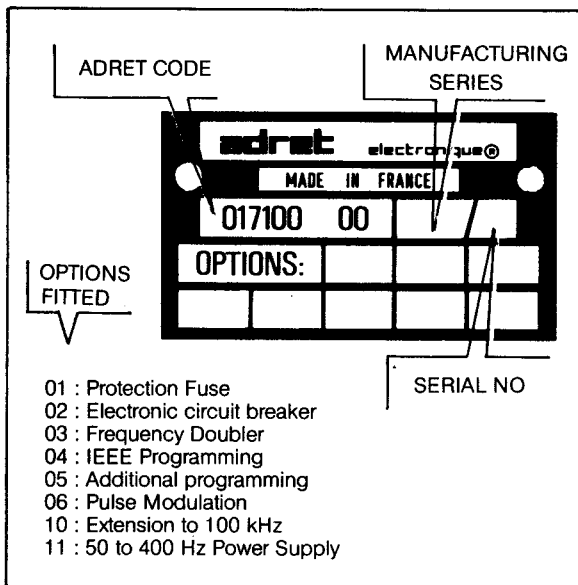 ADRET CODE
MANUFACTURING
SERIES
adret electronique®
MADE IN FRANCE
017100 00
OPTIONS:
OPTIONS
FITTED
SERIAL NO
01 : Protection Fuse
02 : Electronic circuit breaker
03 : Frequency Doubler
04 : IEEE Programming
05 : Additional programming
06 : Pulse Modulation
10 : Extension to 100 kHz
11 : 50 to 400 Hz Power Supply